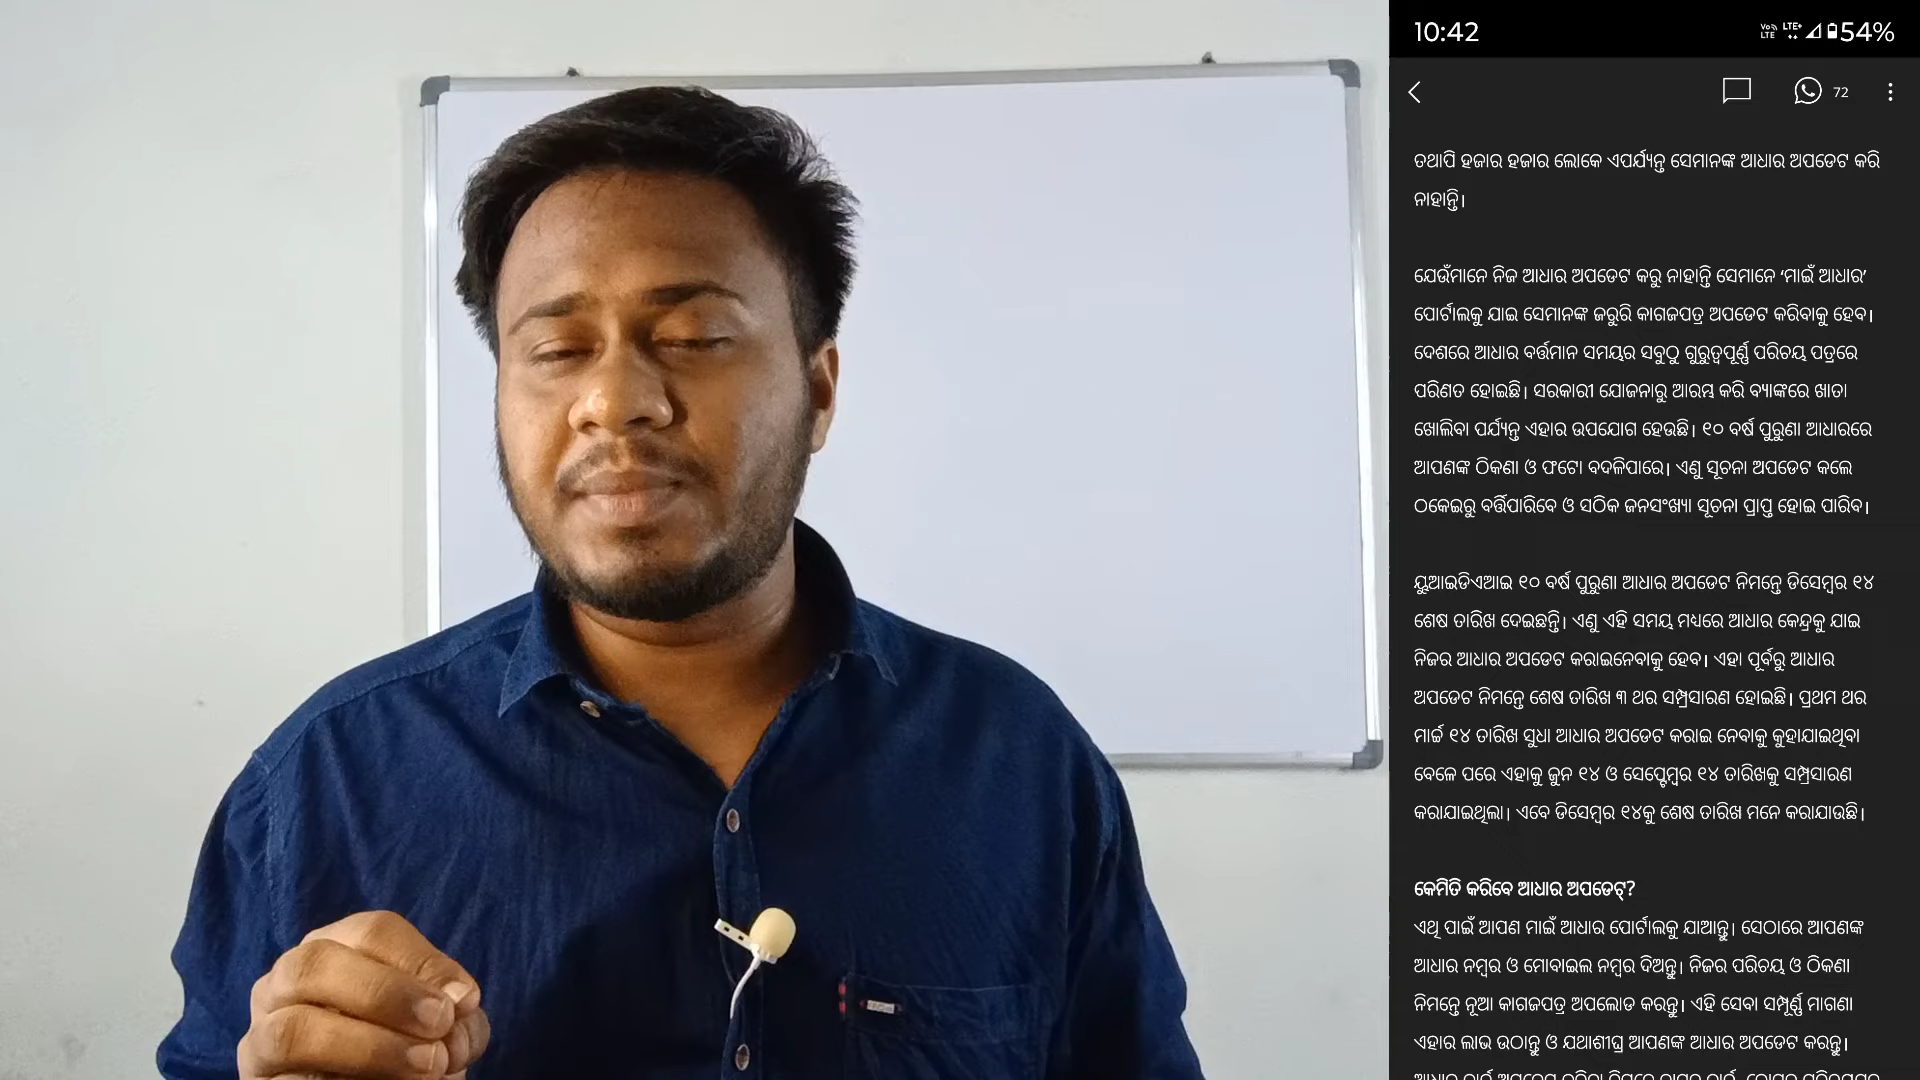 10:42
Vo LTE LTE+ 54%
72
ତଥାପି ହଜାର ହଜାର ଲୋକେ ଏପର୍ଯ୍ୟନ୍ତ ସେମାନଙ୍କ ଆଧାର ଅପଡେଟ କରି
ନାହାନ୍ତି।
ଯେଉଁମାନେ ନିଜ ଆଧାର ଅପଡେଟ କରୁ ନାହାନ୍ତି ସେମାନେ ‘ମାଇଁ ଆଧାର’
ପୋର୍ଟାଲକୁ ଯାଇ ସେମାନଙ୍କ ଜରୁରି କାଗଜପତ୍ର ଅପଡେଟ କରିବାକୁ ହେବ।
ଦେଶରେ ଆଧାର ବର୍ତ୍ତମାନ ସମୟର ସବୁଠୁ ଗୁରୁତ୍ୱପୂର୍ଣ୍ଣ ପରିଚୟ ପତ୍ରରେ
ପରିଣତ ହୋଇଛି। ସରକାରୀ ଯୋଜନାରୁ ଆରମ୍ଭ କରି ବ୍ୟାଙ୍କରେ ଖାତା
ଖୋଲିବା ପର୍ଯ୍ୟନ୍ତ ଏହାର ଉପଯୋଗ ହେଉଛି। ୧୦ ବର୍ଷ ପୁରୁଣା ଆଧାରରେ
ଆପଣଙ୍କ ଠିକଣା ଓ ଫଟୋ ବଦଳିପାରେ। ଏଣୁ ସୂଚନା ଅପଡେଟ କଲେ
ଠକେଇରୁ ବର୍ତ୍ତିପାରିବେ ଓ ସଠିକ ଜନସଂଖ୍ୟା ସୂଚନା ପ୍ରାପ୍ତ ହୋଇ ପାରିବ।
ୟୁଆଇଡିଏଆଇ ୧୦ ବର୍ଷ ପୁରୁଣା ଆଧାର ଅପଡେଟ ନିମନ୍ତେ ଡିସେମ୍ବର ୧୪
ଶେଷ ତାରିଖ ଦେଇଛନ୍ତି। ଏଣୁ ଏହି ସମୟ ମଧ୍ୟରେ ଆଧାର କେନ୍ଦ୍ରକୁ ଯାଇ
ନିଜର ଆଧାର ଅପଡେଟ କରାଇନେବାକୁ ହେବ। ଏହା ପୂର୍ବରୁ ଆଧାର
ଅପଡେଟ ନିମନ୍ତେ ଶେଷ ତାରିଖ ୩ ଥର ସମ୍ପ୍ରସାରଣ ହୋଇଛି। ପ୍ରଥମ ଥର
ମାର୍ଚ୍ଚ ୧୪ ତାରିଖ ସୁଧା ଆଧାର ଅପଡେଟ କରାଇ ନେବାକୁ କୁହାଯାଇଥିବା
ବେଳେ ପରେ ଏହାକୁ ଜୁନ ୧୪ ଓ ସେପ୍ଟେମ୍ବର ୧୪ ତାରିଖକୁ ସମ୍ପ୍ରସାରଣ
କରାଯାଇଥିଲା। ଏବେ ଡିସେମ୍ବର ୧୪କୁ ଶେଷ ତାରିଖ ମନେ କରାଯାଉଛି।
କେମିତି କରିବେ ଆଧାର ଅପଡେଟ୍?
ଏଥି ପାଇଁ ଆପଣ ମାଇଁ ଆଧାର ପୋର୍ଟାଲକୁ ଯାଆନ୍ତୁ। ସେଠାରେ ଆପଣଙ୍କ
ଆଧାର ନମ୍ବର ଓ ମୋବାଇଲ ନମ୍ବର ଦିଅନ୍ତୁ। ନିଜର ପରିଚୟ ଓ ଠିକଣା
ନିମନ୍ତେ ନୂଆ କାଗଜପତ୍ର ଅପଲୋଡ କରନ୍ତୁ। ଏହି ସେବା ସମ୍ପୂର୍ଣ୍ଣ ମାଗଣା
ଏହାର ଲାଭ ଉଠାନ୍ତୁ ଓ ଯଥାଶୀଘ୍ର ଆପଣଙ୍କ ଆଧାର ଅପଡେଟ କରନ୍ତୁ।